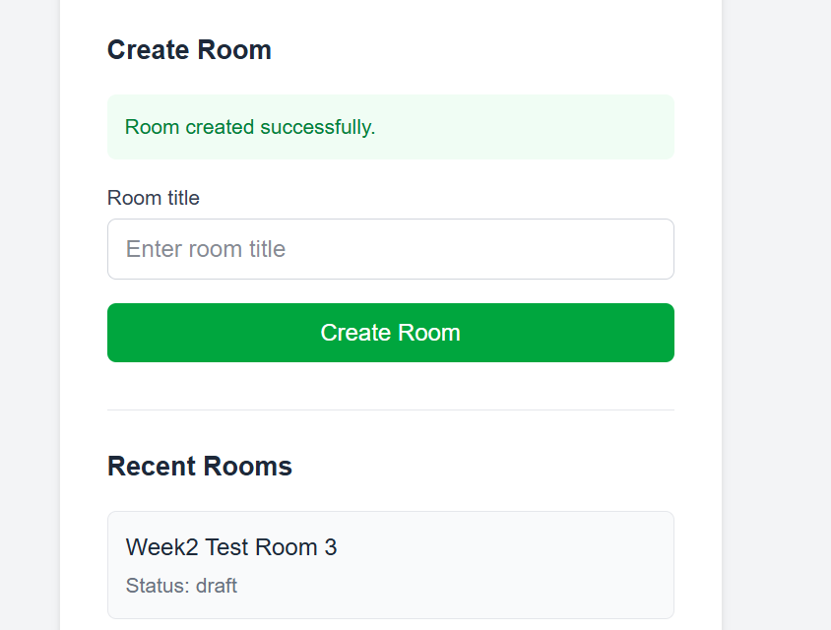 Create Room
Room created successfully.
Room title
Enter room title
Create Room
Recent Rooms
Week2 Test Room 3
Status: draft